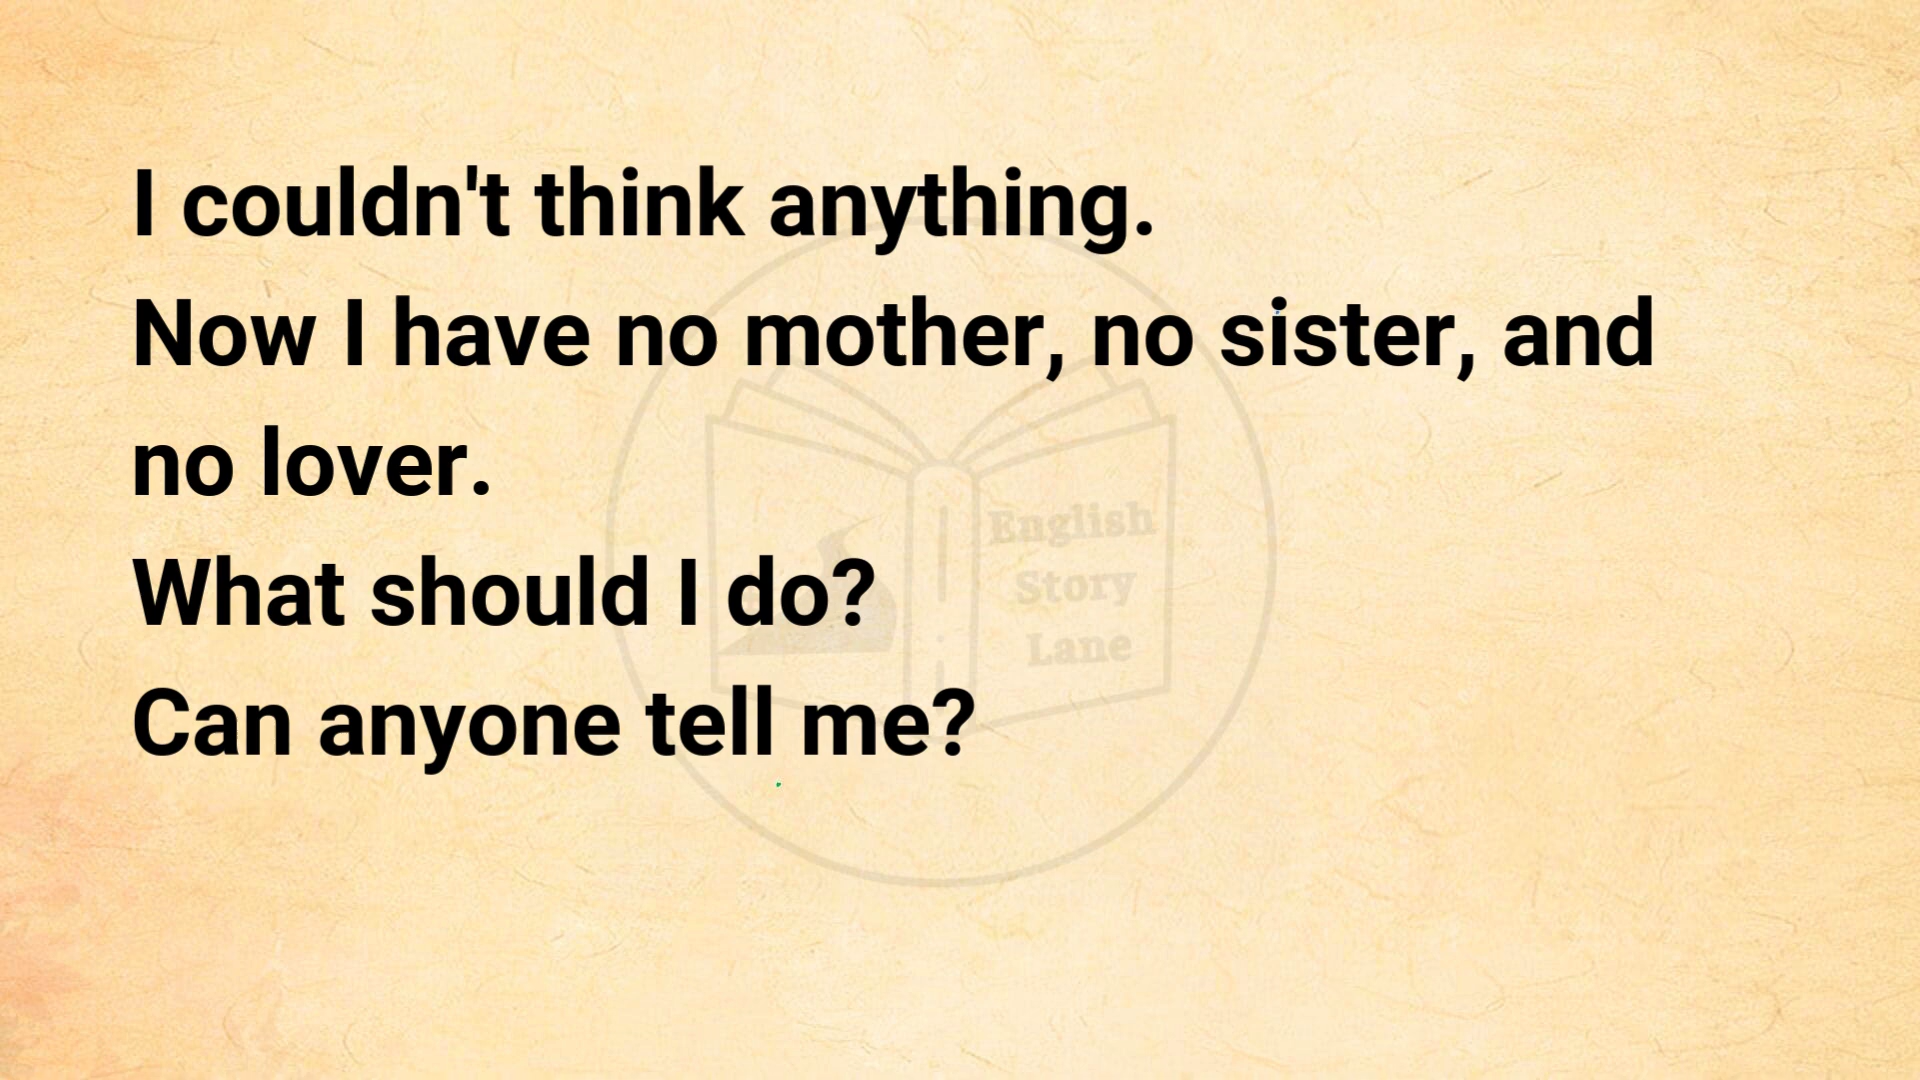 I couldn't think anything.
Now I have no mother, no sister, and
no lover.
What should I do?
Can anyone tell me?
English
Story
Lane